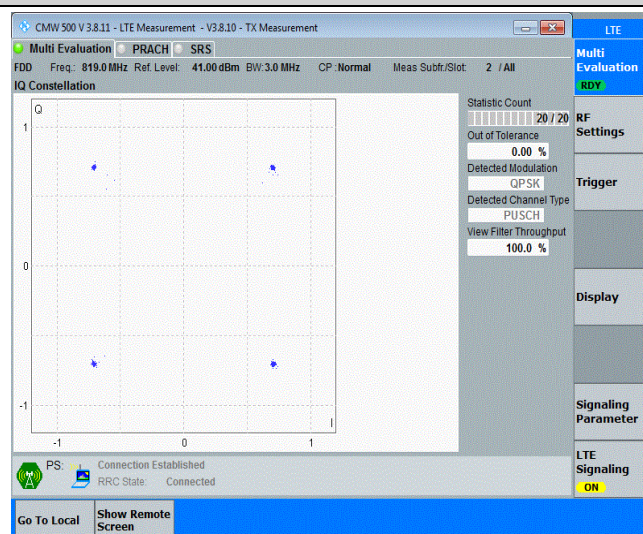 CMW 500 V 3.8.11 - LTE Measurement - V3.8.10 - TX Measurement
LTE
Multi Evaluation PRACH SRS
FDD Freq.: 819.0 MHz Ref. Level: 41.00 dBm BW: 3.0 MHz CP : Normal Meas Subfr./Slot: 2 / All
IQ Constellation
Q
1
0
-1
I
-1 0 1
Statistic Count
20 / 20
Out of Tolerance
0.00 %
Detected Modulation
QPSK
Detected Channel Type
PUSCH
View Filter Throughput
100.0 %
Multi
Evaluation
RDY
RF
Settings
Trigger
Display
Signaling
Parameter
LTE
Signaling
ON
PS: Connection Established
RRC State: Connected
Go To Local
Show Remote
Screen